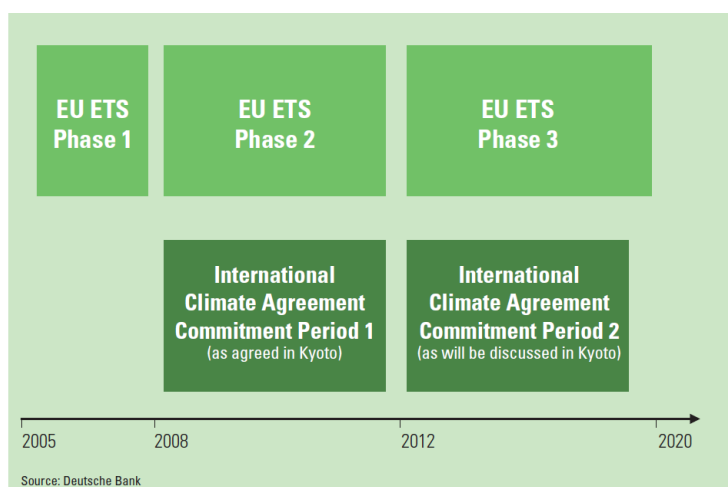 EU ETS
Phase 1
EU ETS
Phase 2
EU ETS
Phase 3
International
Climate Agreement
Commitment Period 1
(as agreed in Kyoto)
International
Climate Agreement
Commitment Period 2
(as will be discussed in Kyoto)
2005
2008
2012
2020
Source: Deutsche Bank